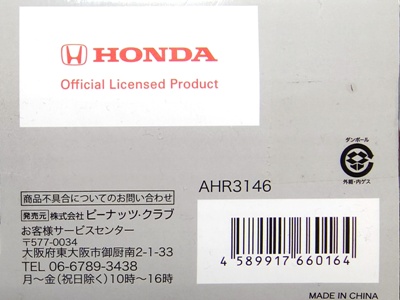 HONDA
Official Licensed Product
ダンボール
外箱・内ゲス
商品不具合についてのお問い合わせ
AHR3146
発売元 株式会社 ピーナッツ・クラブ
お客様サービスセンター
〒577-0034
大阪府東大阪市御厨南2-1-33
TEL 06-6789-3438
月～金(祝日除く)10時～16時
4 589917 660164
MADE IN CHINA